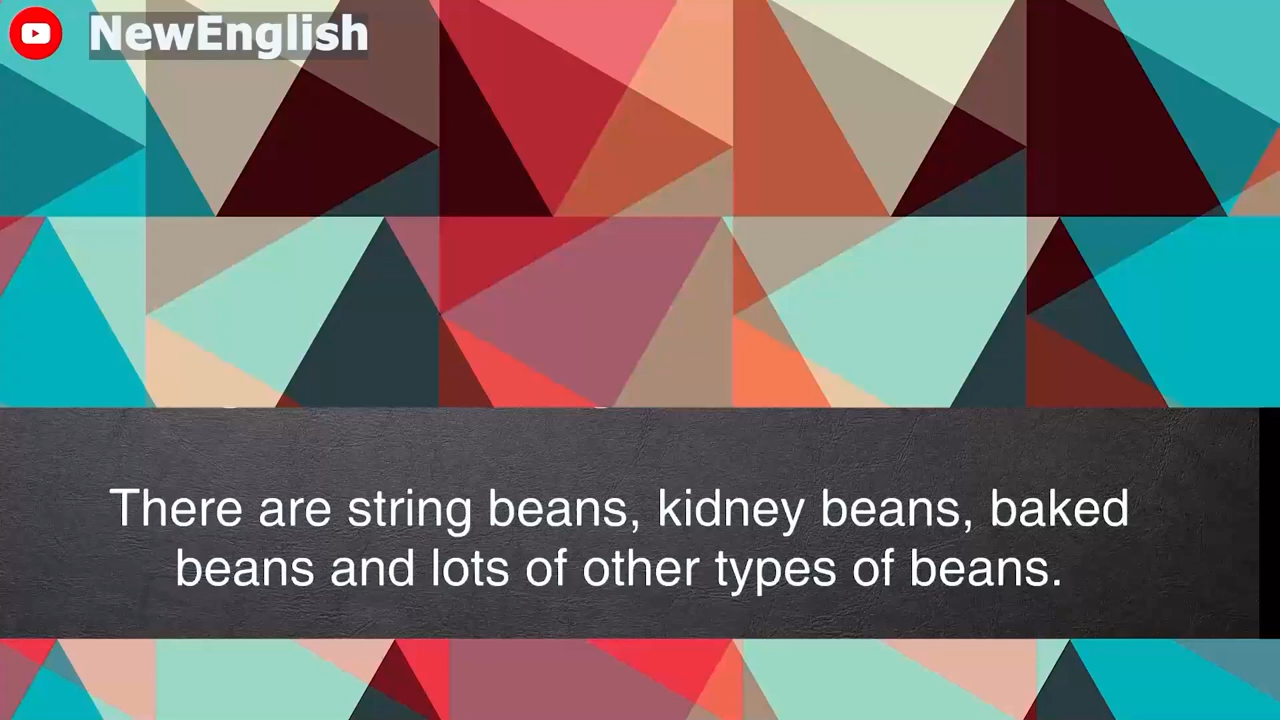 NewEnglish
There are string beans, kidney beans, baked
beans and lots of other types of beans.